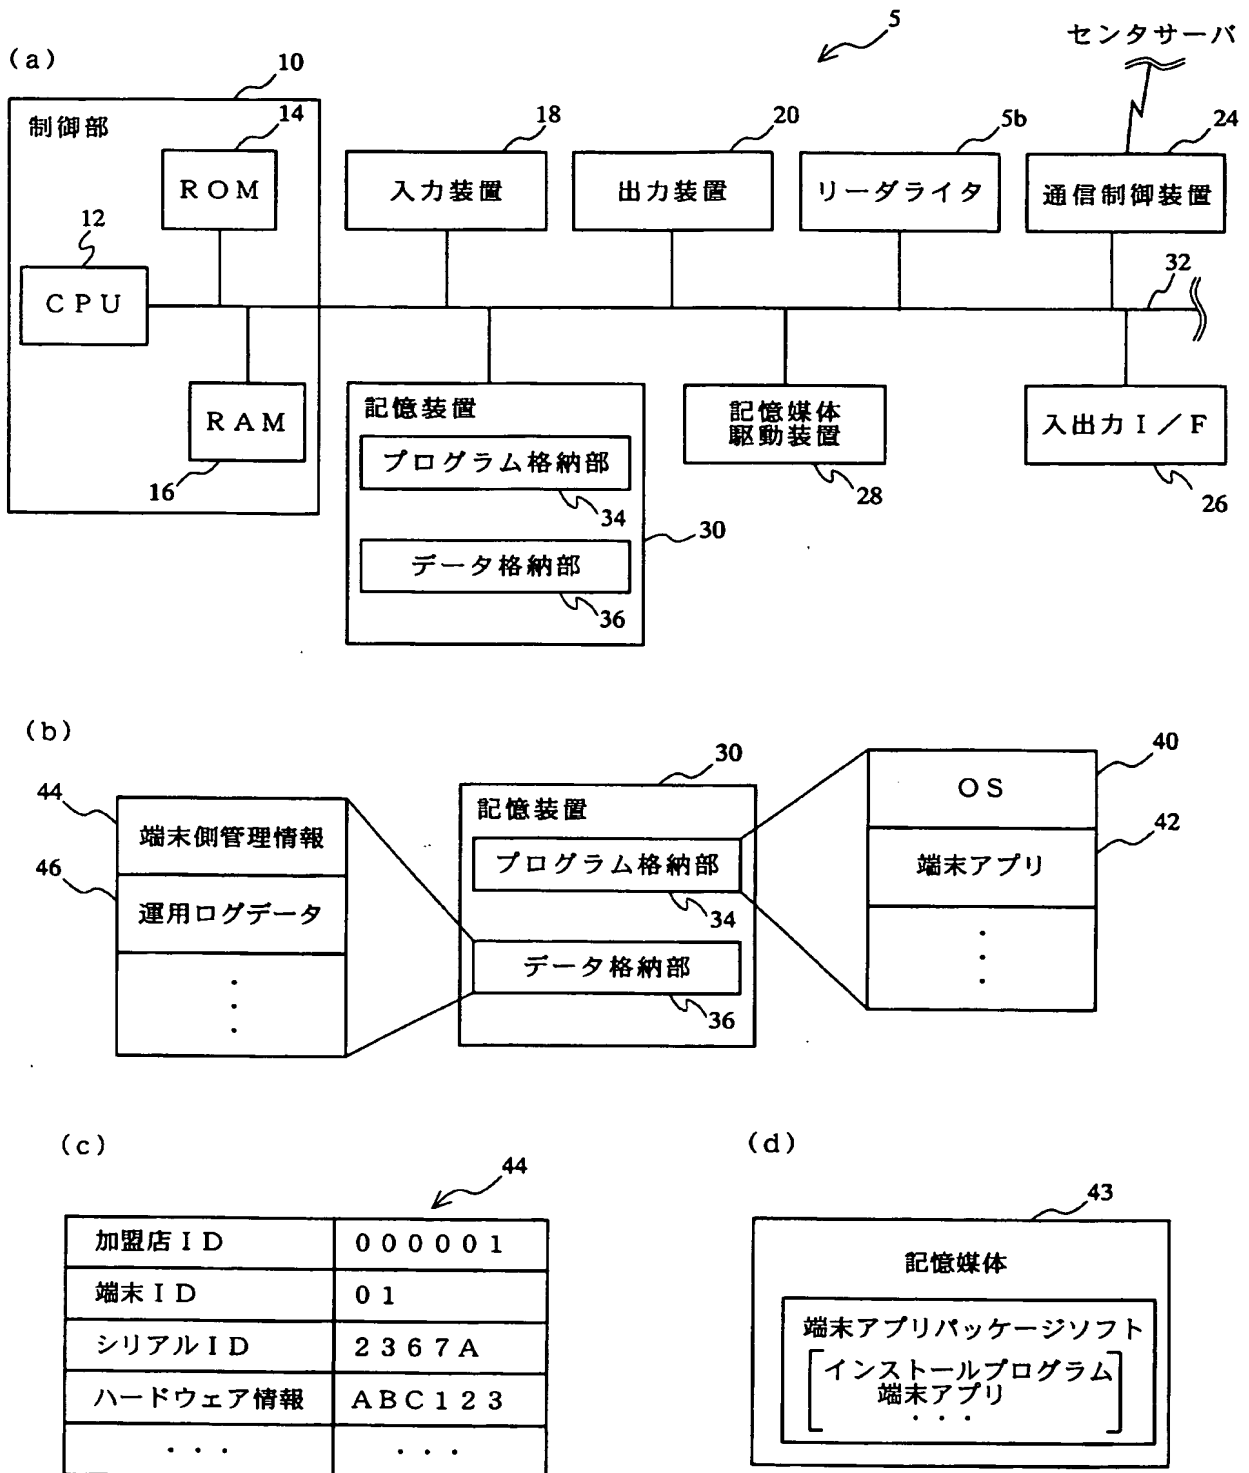 (a)
5
センタサーバ
10
制御部
14
18
20
5b
24
ROM
入力装置
出力装置
リーダライタ
通信制御装置
12
CPU
32
RAM
16
記憶装置
プログラム格納部
34
データ格納部
36
30
記憶媒体
駆動装置
28
入出力I/F
26
(b)
44
端末側管理情報
46
運用ログデータ
・
・
・
30
記憶装置
プログラム格納部
34
データ格納部
36
40
OS
42
端末アプリ
・
・
・
(c)
44
加盟店ID 000001
端末ID 01
シリアルID 2367A
ハードウェア情報 ABC123
・・・ ・・・
(d)
43
記憶媒体
端末アプリパッケージソフト
インストールプログラム
端末アプリ
・・・